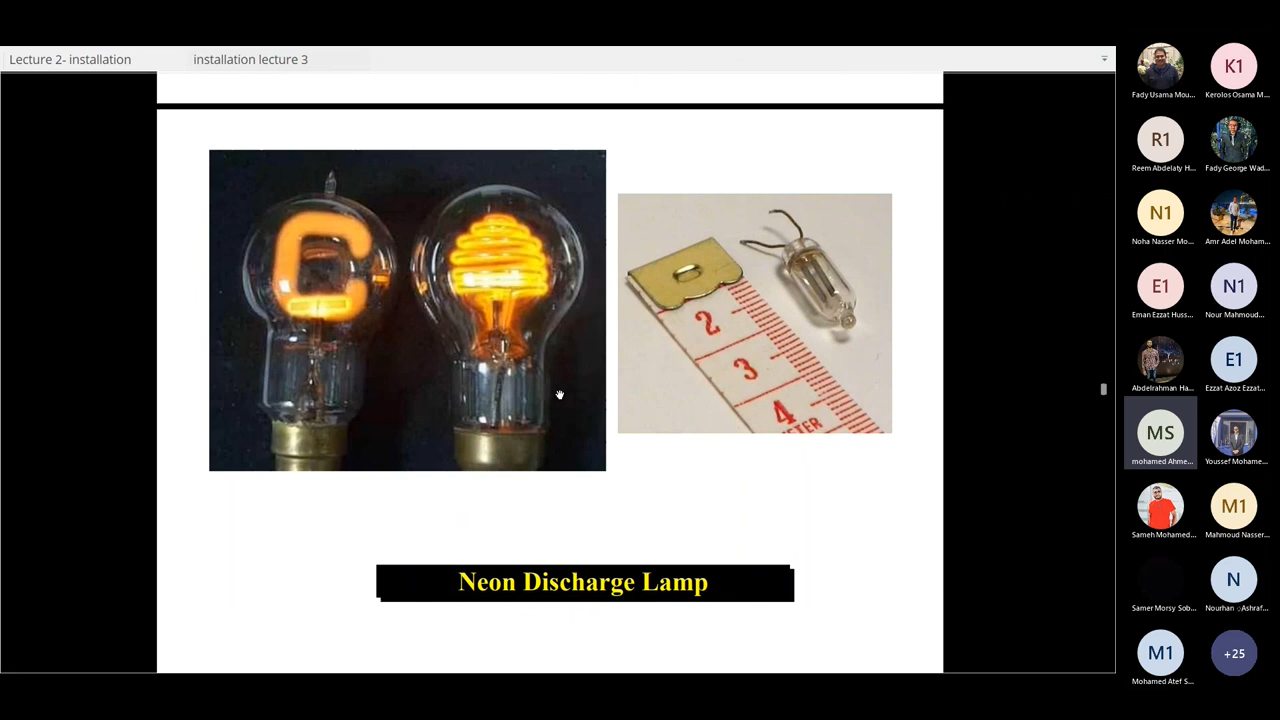 Lecture 2- installation
installation lecture 3
2
3
4
METER
Neon Discharge Lamp
Fady Usama Mou...
K1
Kerolos Osama M...
R1
Reem Abdelaty H...
Fady George Wad...
N1
Noha Nasser Mo...
Amr Adel Moham...
E1
Eman Ezzat Huss...
N1
Nour Mahmoud...
Abdelrahman Ha...
E1
Ezzat Azoz Ezzat...
MS
mohamed Ahme...
Youssef Mohame...
Sameh Mohamed...
M1
Mahmoud Nasser...
Samer Morsy Sob...
N
Nourhan ◌Ashraf...
M1
Mohamed Atef S...
+25